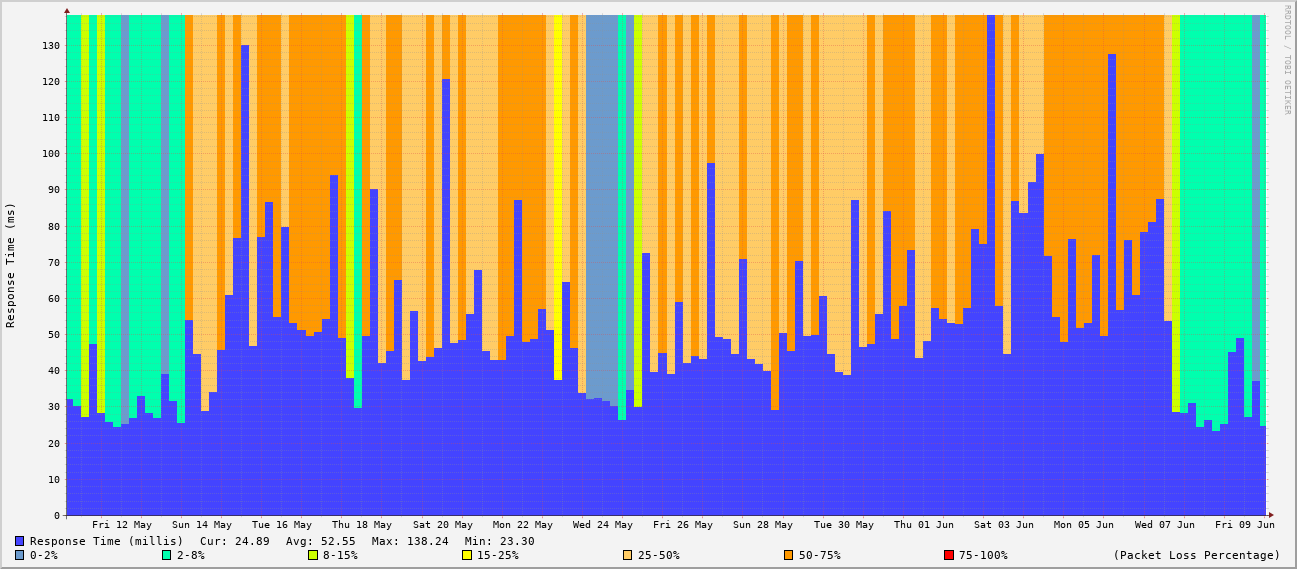 RRDTOOL / TOBI OETIKER
Response Time (ms)
130
120
110
100
90
80
70
60
50
40
30
20
10
0
Fri 12 May Sun 14 May Tue 16 May Thu 18 May Sat 20 May Mon 22 May Wed 24 May Fri 26 May Sun 28 May Tue 30 May Thu 01 Jun Sat 03 Jun Mon 05 Jun Wed 07 Jun Fri 09 Jun
Response Time (millis) Cur: 24.89 Avg: 52.55 Max: 138.24 Min: 23.30
0-2% 2-8% 8-15% 15-25% 25-50% 50-75% 75-100% (Packet Loss Percentage)